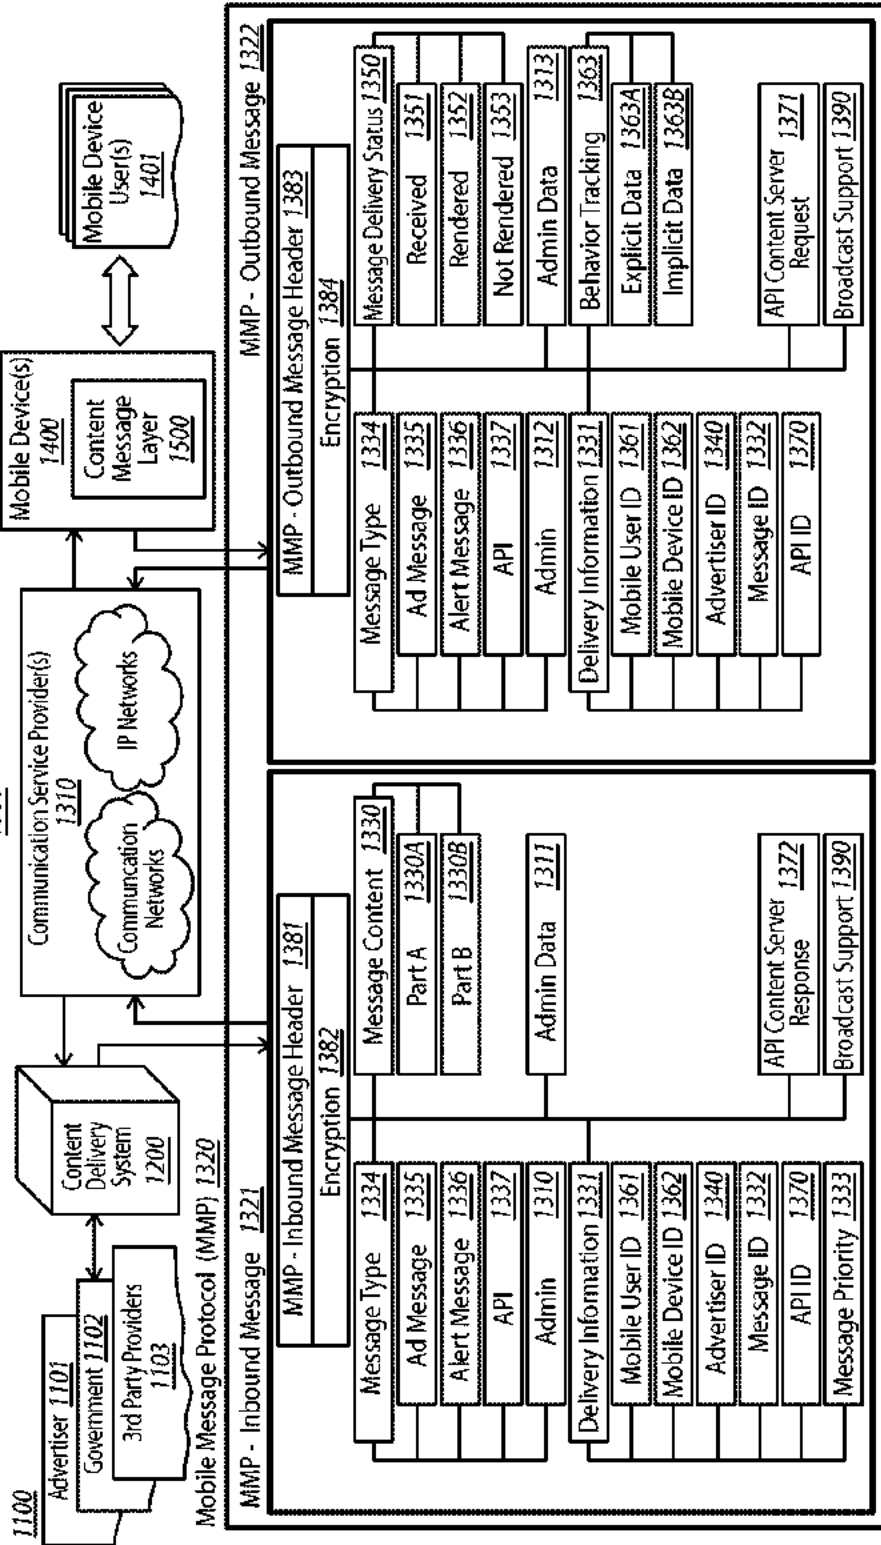 1100
Advertiser 1101
Government 1102
3rd Party Providers
1103
Content
Delivery
System
1200
Communication Service Provider(s)
1310
Communcation
Networks
IP Networks
Mobile Device(s)
1400
Content
Message
Layer
1500
Mobile Device
User(s)
1401
Mobile Message Protocol (MMP) 1320
MMP - Inbound Message 1321
MMP - Inbound Message Header 1381
Encryption 1382
Message Type 1334
Ad Message 1335
Alert Message 1336
API 1337
Admin 1310
Delivery Information 1331
Mobile User ID 1361
Mobile Device ID 1362
Advertiser ID 1340
Message ID 1332
API ID 1370
Message Priority 1333
Message Content 1330
Part A 1330A
Part B 1330B
Admin Data 1311
API Content Server
Response 1372
Broadcast Support 1390
MMP - Outbound Message 1322
MMP - Outbound Message Header 1383
Encryption 1384
Message Type 1334
Ad Message 1335
Alert Message 1336
API 1337
Admin 1312
Delivery Information 1331
Mobile User ID 1361
Mobile Device ID 1362
Advertiser ID 1340
Message ID 1332
API ID 1370
Message Delivery Status 1350
Received 1351
Rendered 1352
Not Rendered 1353
Admin Data 1313
Behavior Tracking 1363
Explicit Data 1363A
Implicit Data 1363B
API Content Server
Request 1371
Broadcast Support 1390